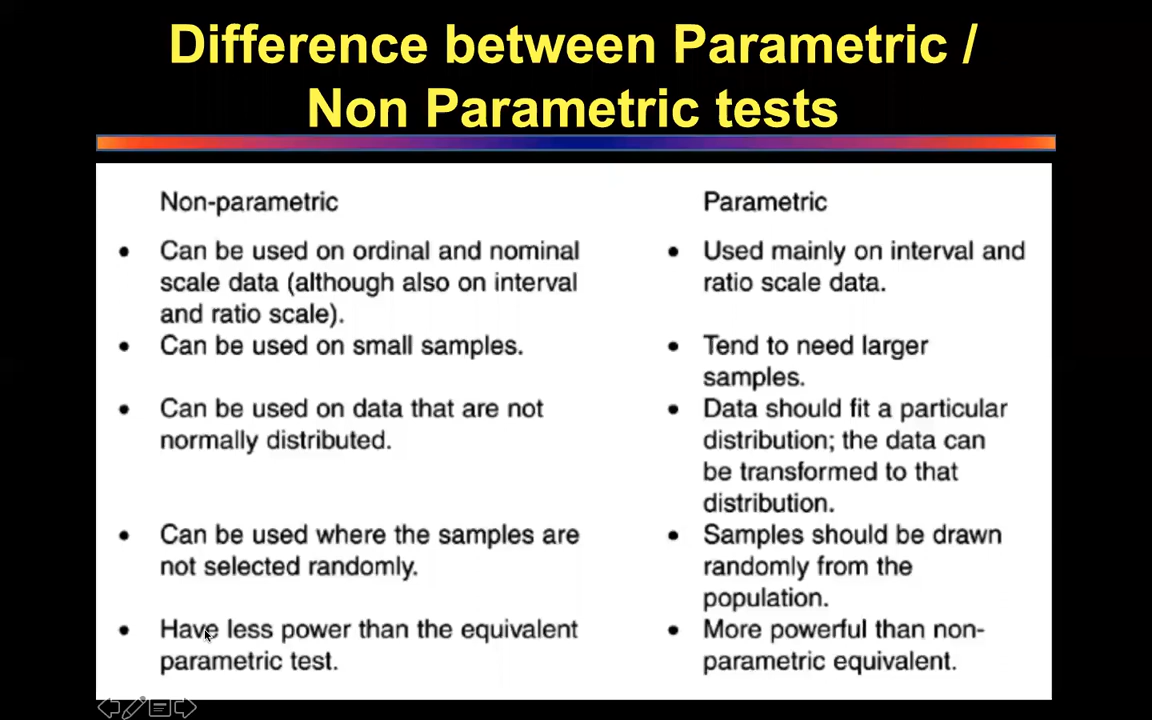 Difference between Parametric /
Non Parametric tests
Non-parametric
• Can be used on ordinal and nominal
scale data (although also on interval
and ratio scale).
• Can be used on small samples.
• Can be used on data that are not
normally distributed.
• Can be used where the samples are
not selected randomly.
• Have less power than the equivalent
parametric test.
Parametric
• Used mainly on interval and
ratio scale data.
• Tend to need larger
samples.
• Data should fit a particular
distribution; the data can
be transformed to that
distribution.
• Samples should be drawn
randomly from the
population.
• More powerful than non-
parametric equivalent.